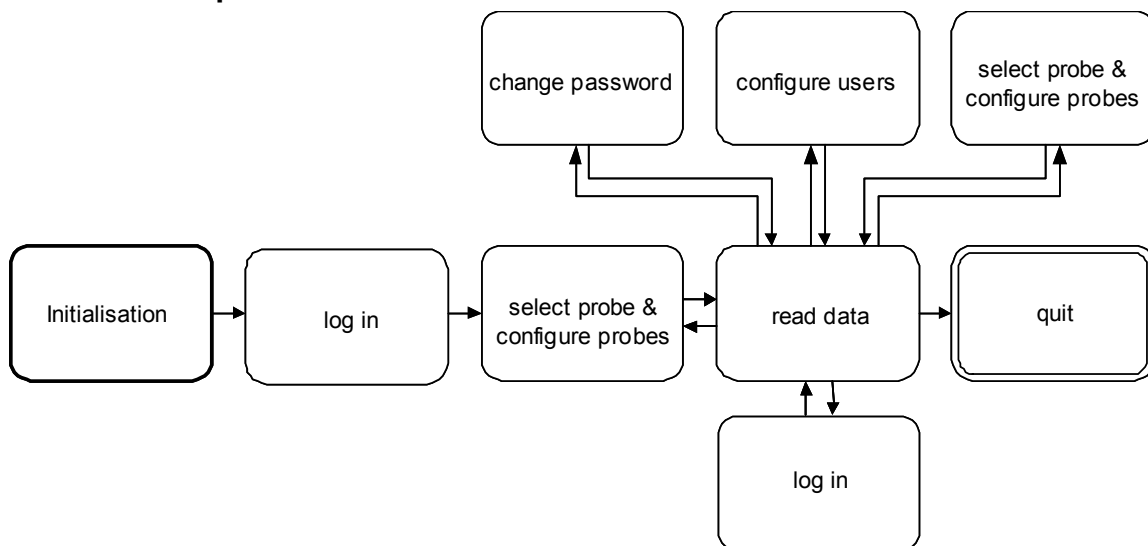 change password
configure users
select probe &
configure probes
Initialisation
log in
select probe &
configure probes
read data
quit
log in